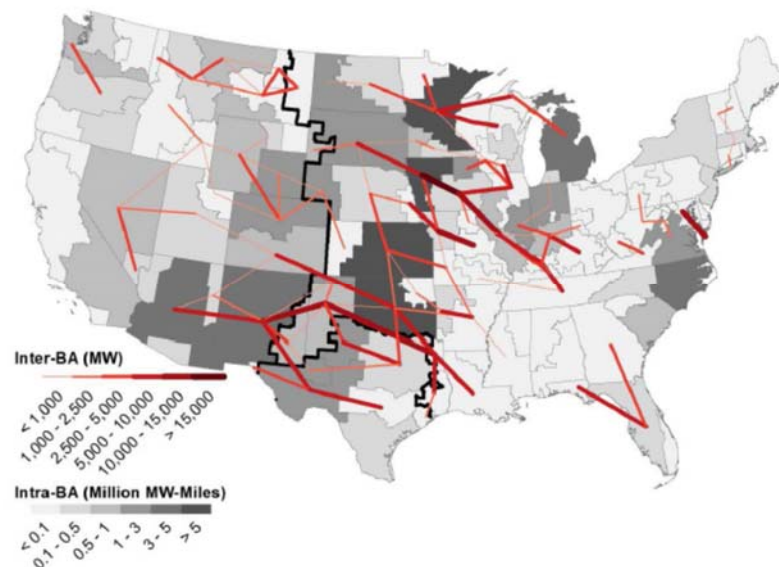 Inter-BA (MW)
< 1,000
1,000 - 2,500
2,500 - 5,000
5,000 - 10,000
10,000 - 15,000
> 15,000
Intra-BA (Million MW-Miles)
< 0.1
0.1 - 0.5
0.5 - 1
1 - 3
3 - 5
> 5